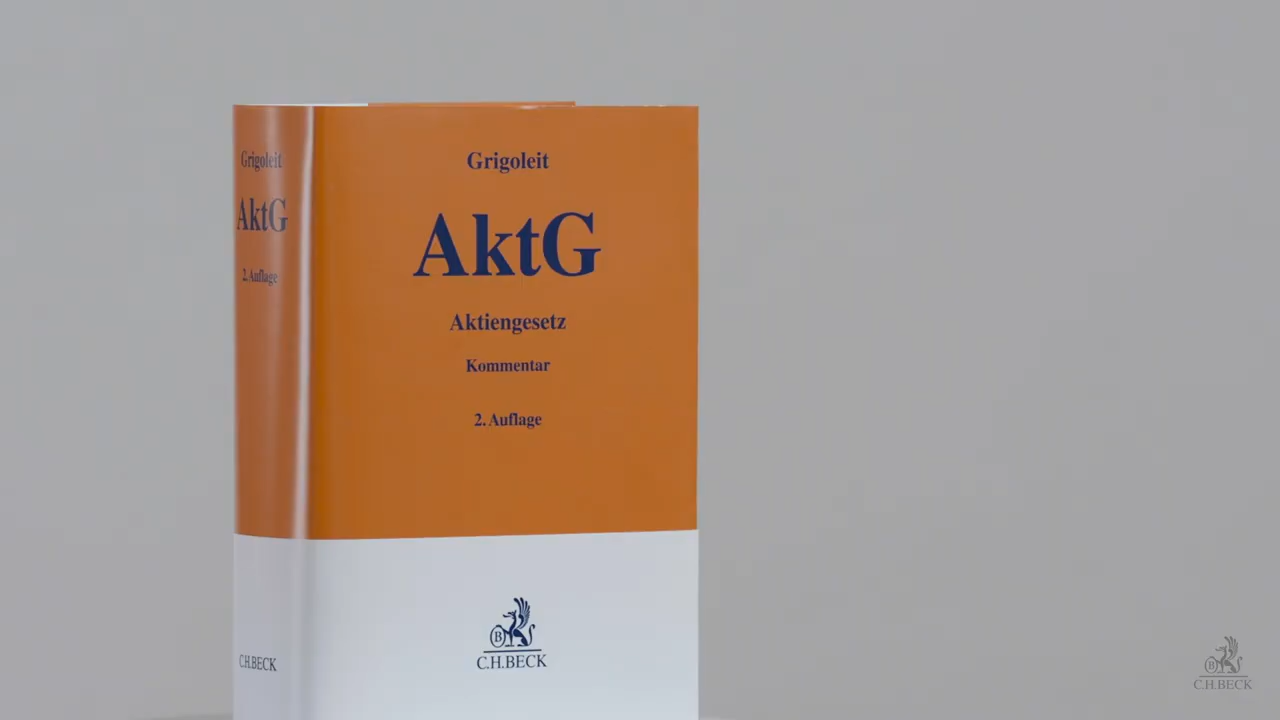 Grigoleit
AktG
2. Auflage
C.H.BECK
Grigoleit
AktG
Aktiengesetz
Kommentar
2. Auflage
B
C.H.BECK
B
C.H.BECK